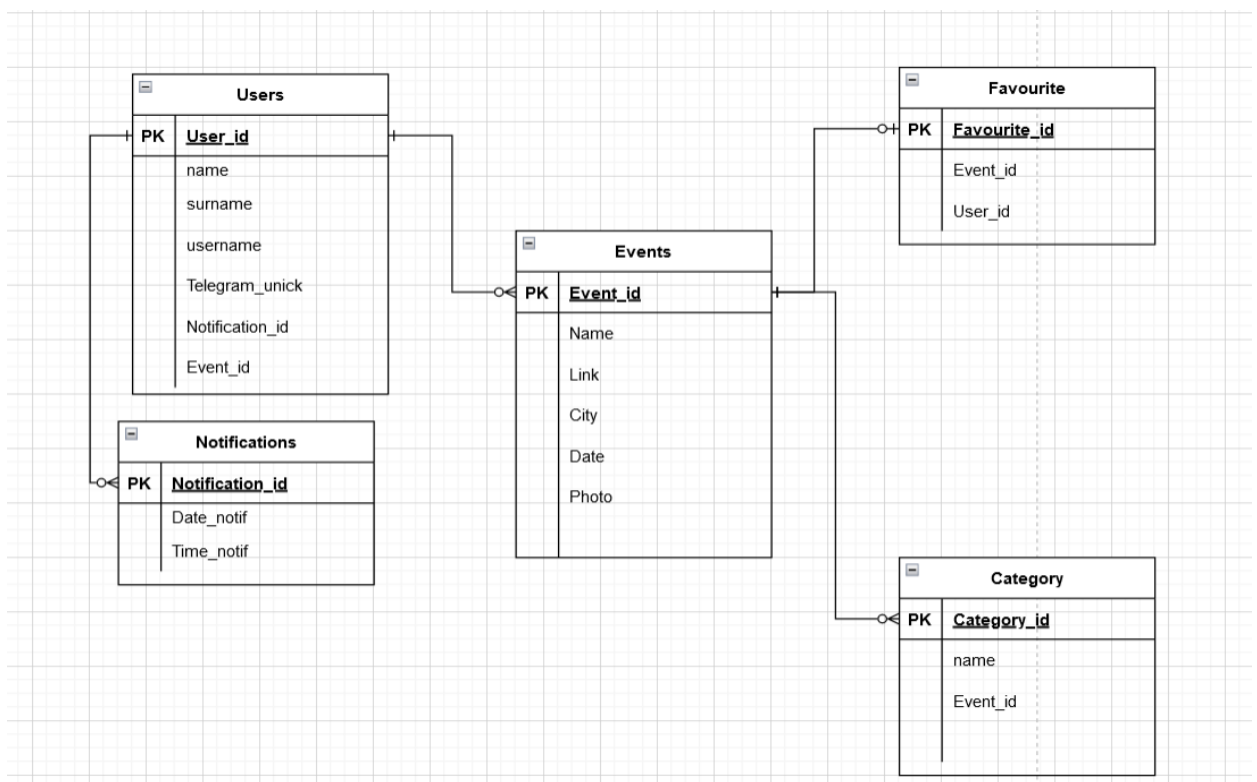 Users
PK User_id
name
surname
username
Telegram_unick
Notification_id
Event_id
Notifications
PK Notification_id
Date_notif
Time_notif
Events
PK Event_id
Name
Link
City
Date
Photo
Favourite
PK Favourite_id
Event_id
User_id
Category
PK Category_id
name
Event_id